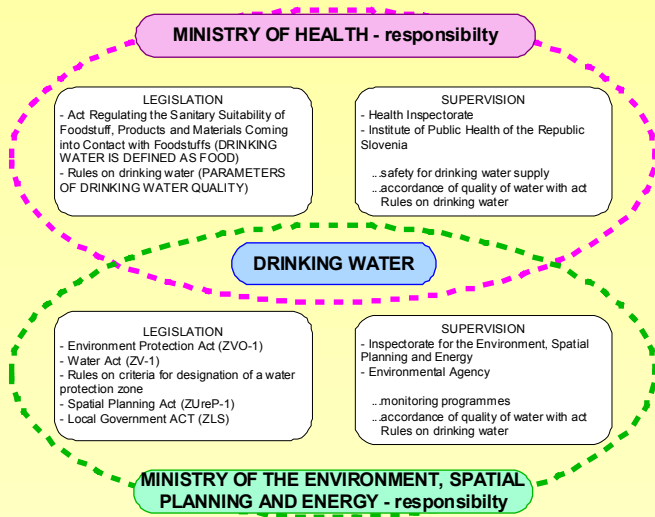 MINISTRY OF HEALTH - responsibilty
LEGISLATION
- Act Regulating the Sanitary Suitability of
Foodstuff, Products and Materials Coming
into Contact with Foodstuffs (DRINKING
WATER IS DEFINED AS FOOD)
- Rules on drinking water (PARAMETERS
OF DRINKING WATER QUALITY)
SUPERVISION
- Health Inspectorate
- Institute of Public Health of the Republic
Slovenia
...safety for drinking water supply
...accordance of quality of water with act
Rules on drinking water
DRINKING WATER
LEGISLATION
- Environment Protection Act (ZVO-1)
- Water Act (ZV-1)
- Rules on criteria for designation of a water
protection zone
- Spatial Planning Act (ZUreP-1)
- Local Government ACT (ZLS)
SUPERVISION
- Inspectorate for the Environment, Spatial
Planning and Energy
- Environmental Agency
...monitoring programmes
...accordance of quality of water with act
Rules on drinking water
MINISTRY OF THE ENVIRONMENT, SPATIAL
PLANNING AND ENERGY - responsibilty